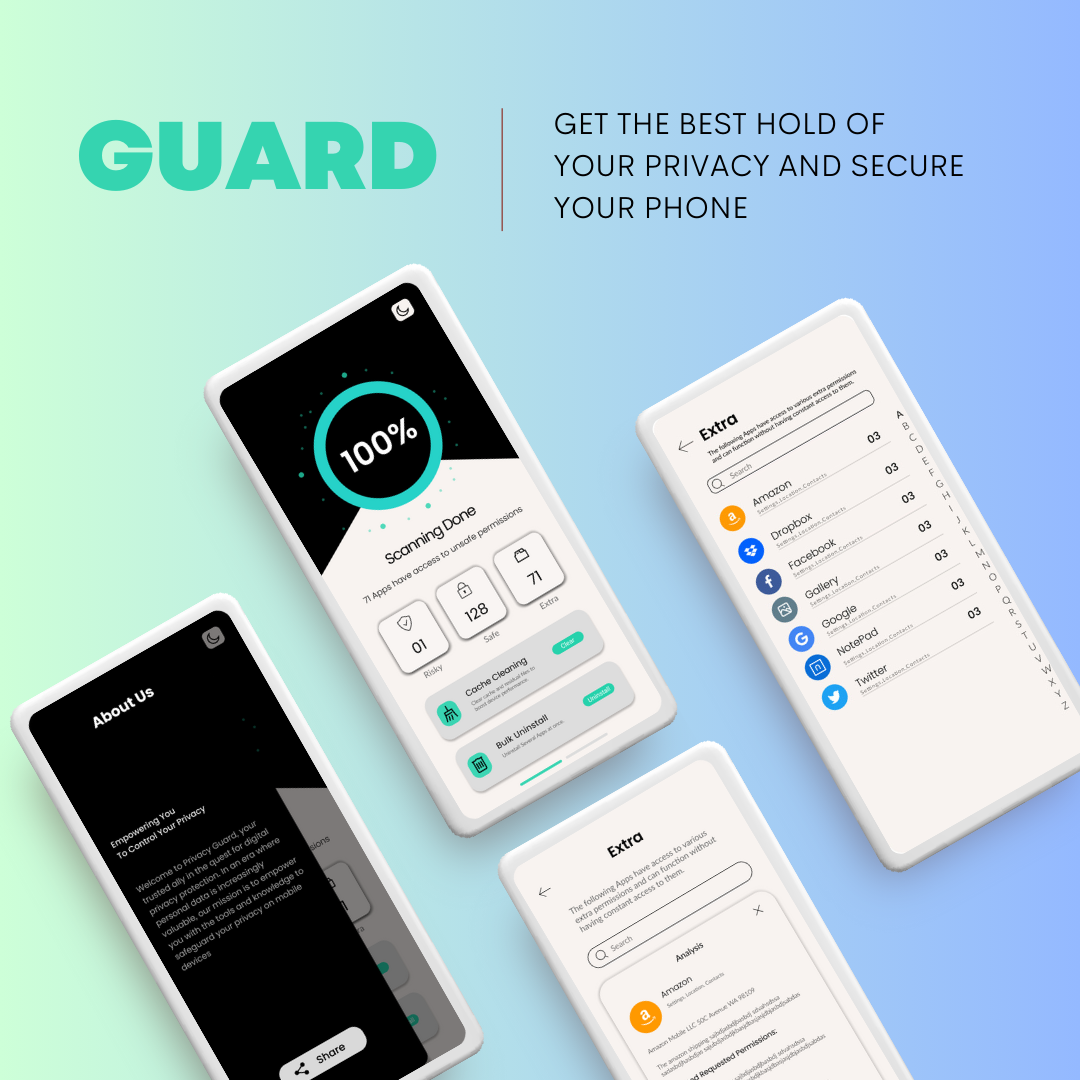 GUARD
GET THE BEST HOLD OF
YOUR PRIVACY AND SECURE
YOUR PHONE
100%
Scanning Done
71 Apps have access to unsafe permissions
01
128
71
Risky
Safe
Extra
Cache Cleaning
Clear cache and residual files to
boost device performance.
Clear
Bulk Uninstall
Uninstall Several Apps at once.
Uninstall
Extra
The following Apps have access to various extra permissions
and can function without having constant access to them.
Search
Amazon
Settings,Location,Contacts
03
Dropbox
Settings,Location,Contacts
03
Facebook
Settings,Location,Contacts
03
Gallery
Settings,Location,Contacts
03
Google
Settings,Location,Contacts
03
NotePad
Settings,Location,Contacts
03
Twitter
Settings,Location,Contacts
03
A
B
C
D
E
F
G
H
I
J
K
L
M
N
O
P
Q
R
S
T
U
V
W
X
Y
Z
About Us
Empowering You
To Control Your Privacy
Welcome to Privacy Guard, your
trusted ally in the quest for digital
privacy protection. In an era where
personal data is increasingly
valuable, our mission is to empower
you with the tools and knowledge to
safeguard your privacy on mobile
devices
Share
Extra
The following Apps have access to various
extra permissions and can function without
having constant access to them.
Search
Analysis
Amazon
Settings, Location, Contacts
Amazon Mobile LLC 50C Avenue WA 98109
The amazon shipping
Requested Permissions: